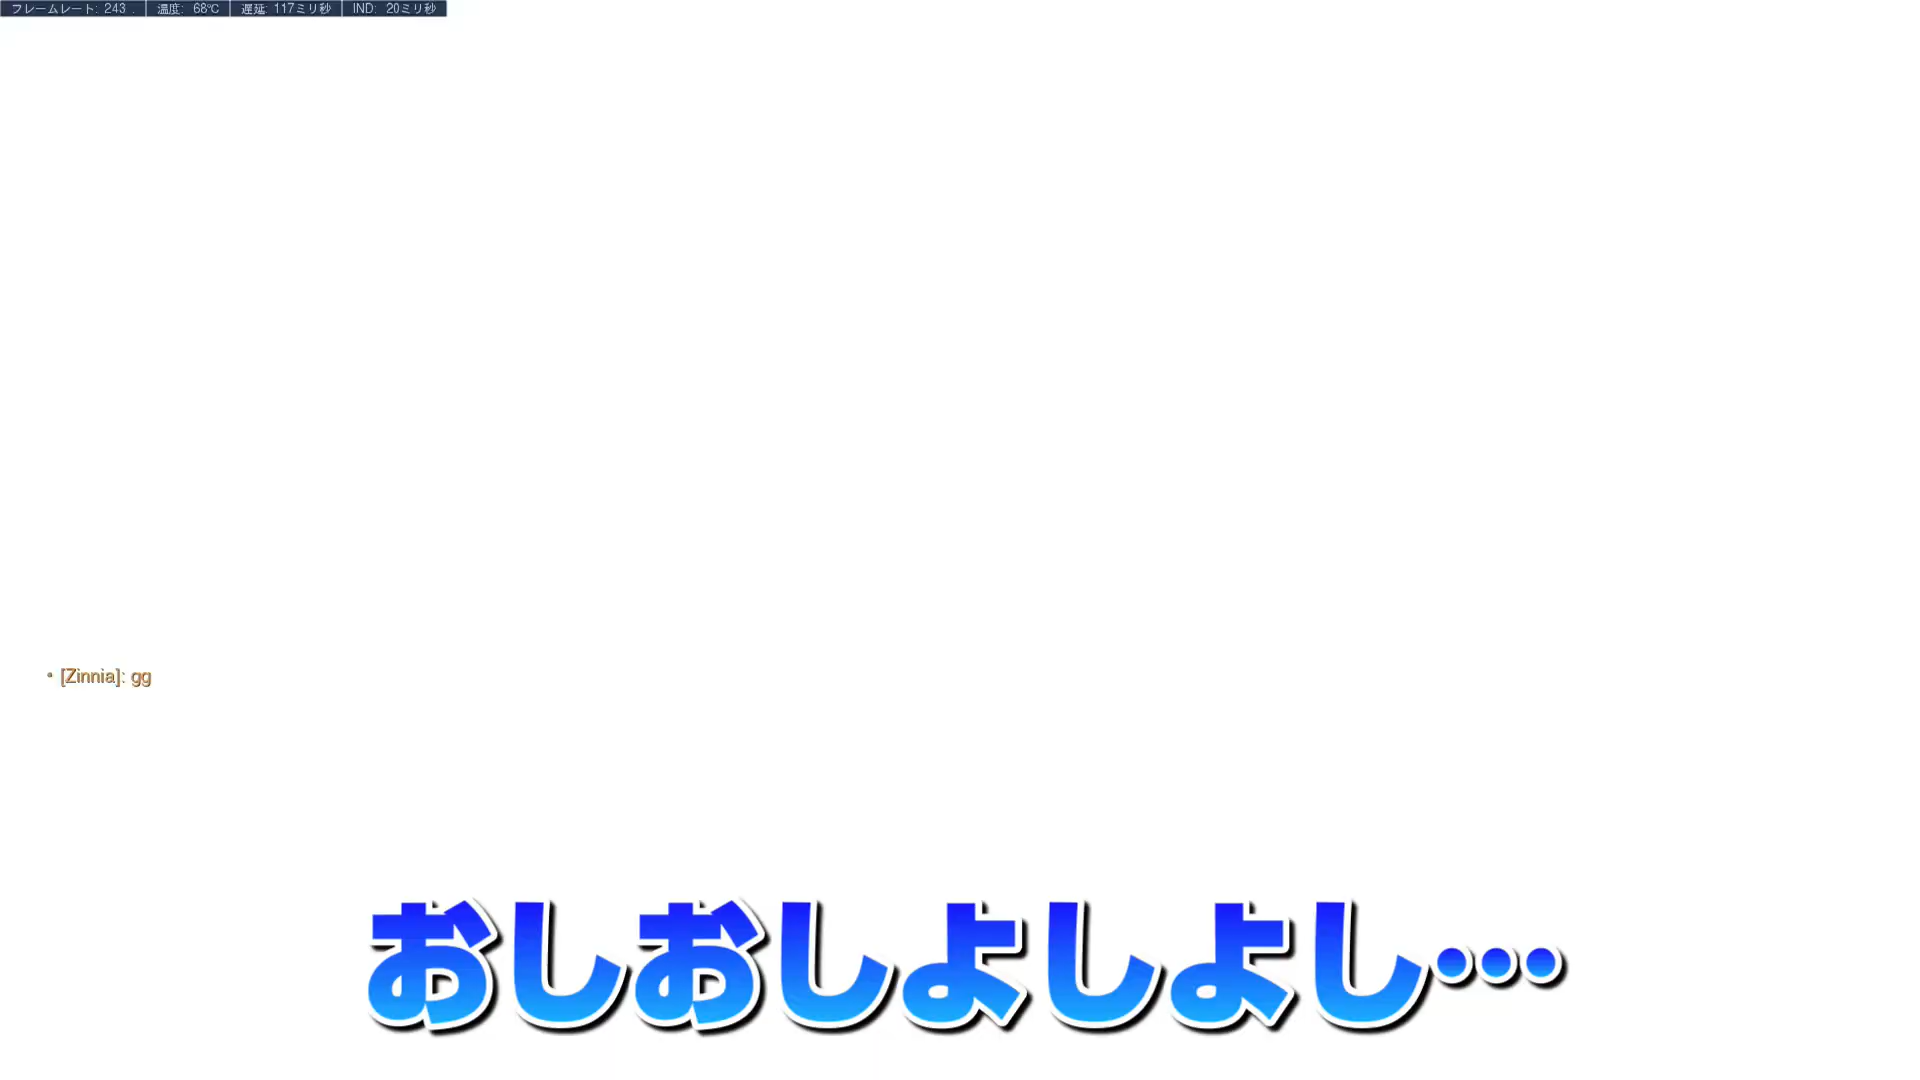 フレームレート: 243 . 温度: 68℃ 遅延: 117ミリ秒 IND: 20ミリ秒
• [Zinnia]: gg
おしおしよしよし…